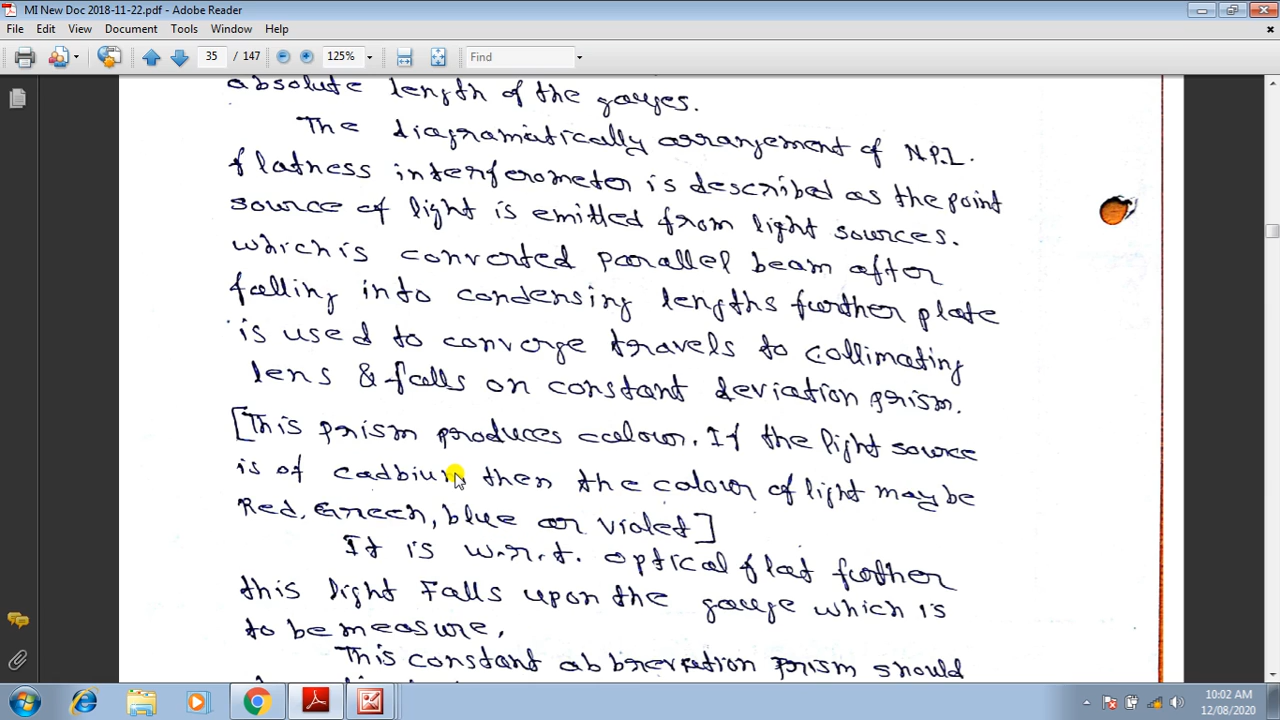 MI New Doc 2018-11-22.pdf - Adobe Reader
File Edit View Document Tools Window Help
35 / 147 125% Find
absolute length of the gauges.
The diagramatically arrangement of N.P.L.
flatness interferometer is described as the point
source of light is emitted from light sources.
which is converted parallel beam after
falling into condensing lengths further plate
is used to converge travels to collimating
lens & falls on constant deviation prism.
[This prism produces colour. If the light source
is of cadbium then the colour of light may be
Red, Green, blue or violet]
It is w.r.t. optical flat further
this light Falls upon the gauge which is
to be measure,
This constant abbreviation prism should
10:02 AM
12/08/2020